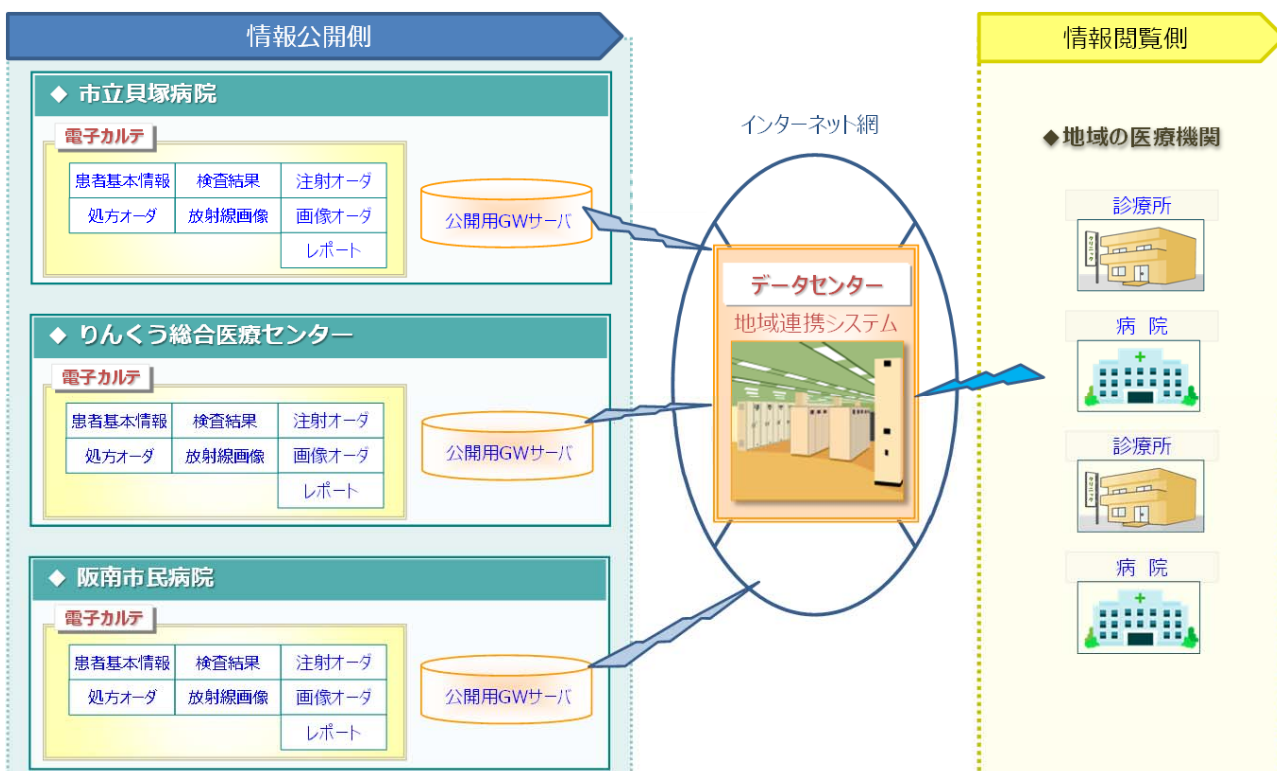 情報公開側
◆ 市立貝塚病院
電子カルテ
患者基本情報 検査結果 注射オーダ
処方オーダ 放射線画像 画像オーダ
レポート
公開用GWサーバ
◆ りんくう総合医療センター
電子カルテ
患者基本情報 検査結果 注射オーダ
処方オーダ 放射線画像 画像オーダ
レポート
公開用GWサーバ
◆ 阪南市民病院
電子カルテ
患者基本情報 検査結果 注射オーダ
処方オーダ 放射線画像 画像オーダ
レポート
公開用GWサーバ
インターネット網
データセンター
地域連携システム
情報閲覧側
◆地域の医療機関
診療所
病 院
診療所
病 院